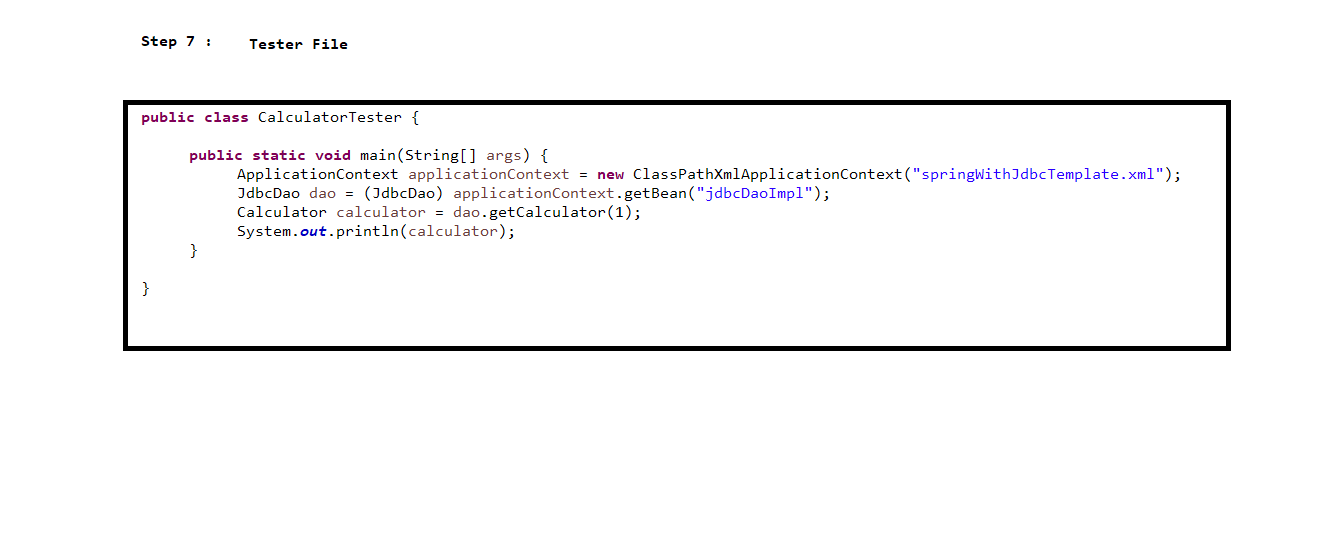 Step 7 : Tester File
public class CalculatorTester {
public static void main(String[] args) {
ApplicationContext applicationContext = new ClassPathXmlApplicationContext("springWithJdbcTemplate.xml");
JdbcDao dao = (JdbcDao) applicationContext.getBean("jdbcDaoImpl");
Calculator calculator = dao.getCalculator(1);
System.out.println(calculator);
}
}